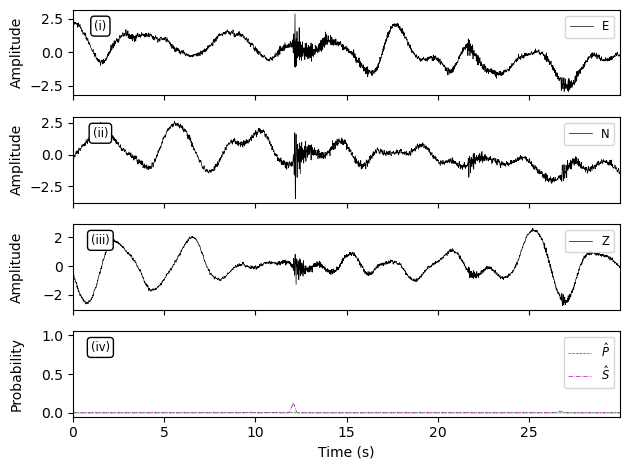 2.5
0.0
−2.5
Amplitude
(i)
E
2.5
0.0
−2.5
Amplitude
(ii)
N
2
0
−2
Amplitude
(iii)
Z
1.0
0.5
0.0
Probability
(iv)
P̂
Ŝ
0 5 10 15 20 25
Time (s)